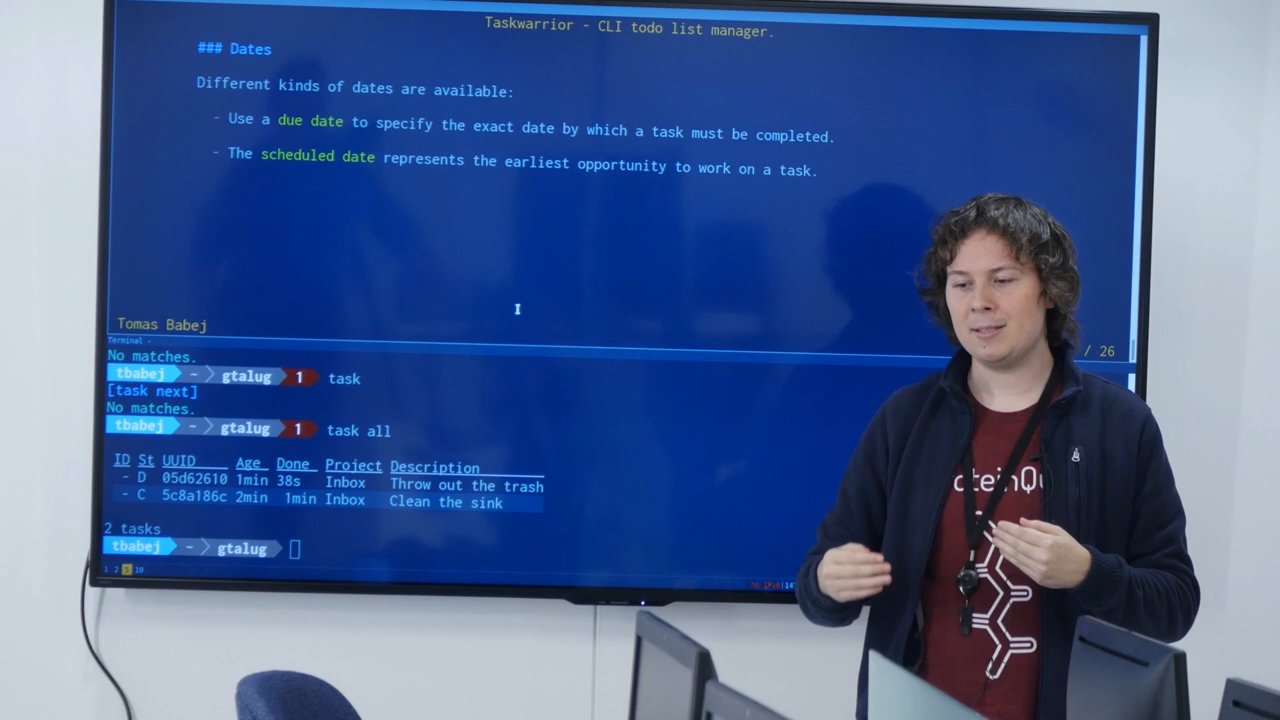 Taskwarrior - CLI todo list manager.
### Dates
Different kinds of dates are available:
- Use a due date to specify the exact date by which a task must be completed.
- The scheduled date represents the earliest opportunity to work on a task.
Tomas Babej
/ 26
Terminal -
No matches.
tbabej ~ gtalug 1 task
[task next]
No matches.
tbabej ~ gtalug 1 task all
ID St UUID Age Done Project Description
- D 05d62610 1min 38s Inbox Throw out the trash
- C 5c8a186c 2min 1min Inbox Clean the sink
2 tasks
tbabej ~ gtalug